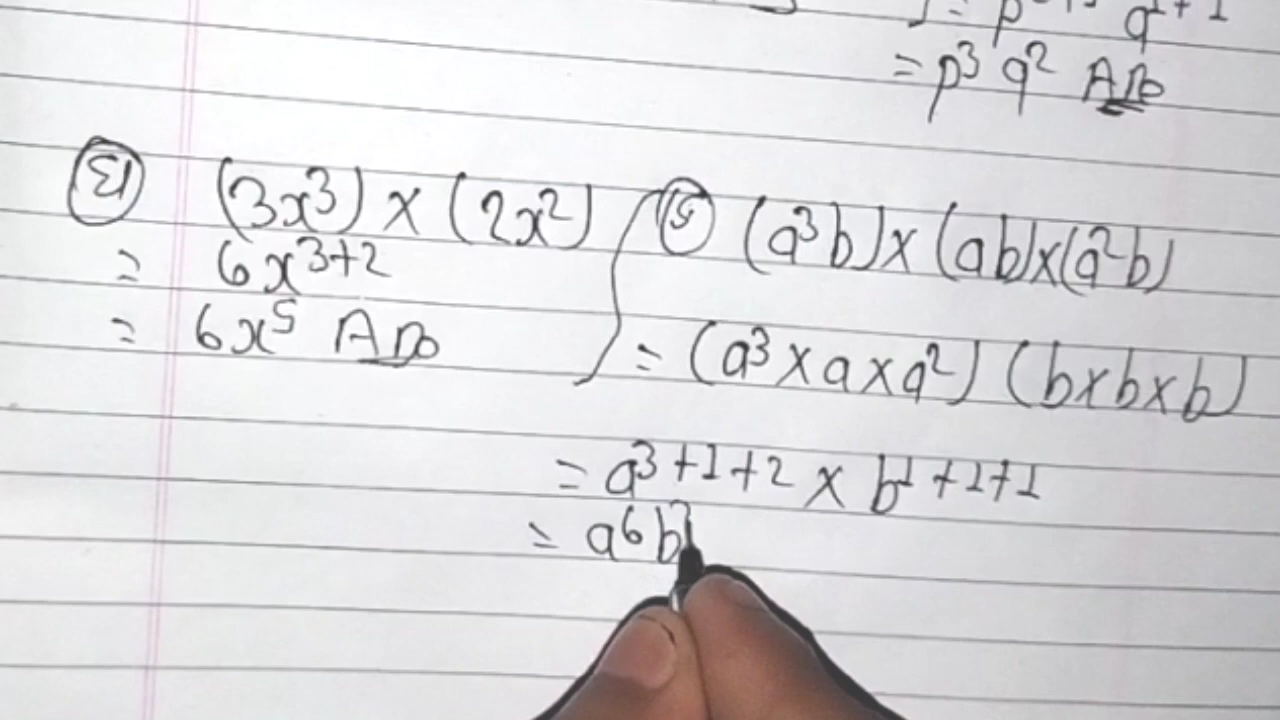 = p³ q² Ans
घ (3x³) × (2x²)
= 6x³⁺²
= 6x⁵ Ans
ङ (a³b)×(ab)×(a²b)
= (a³×a×a²) (b×b×b)
= a³⁺¹⁺² × b¹⁺¹⁺¹
= a⁶b